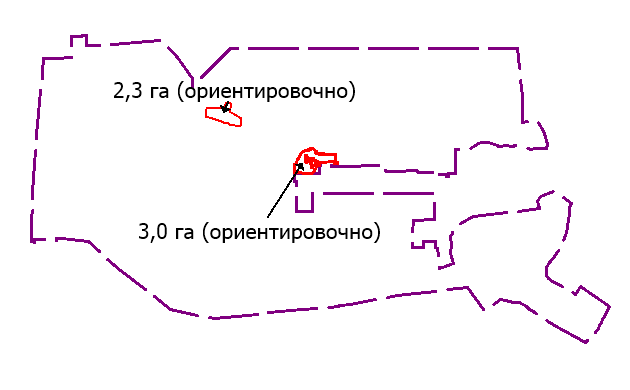 2,3 га (ориентировочно)
3,0 га (ориентировочно)